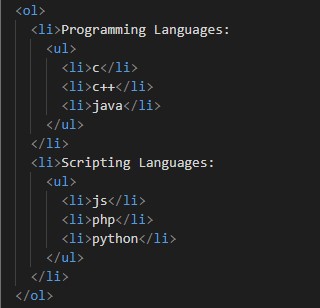 <ol>
<li>Programming Languages:
<ul>
<li>c</li>
<li>c++</li>
<li>java</li>
</ul>
</li>
<li>Scripting Languages:
<ul>
<li>js</li>
<li>php</li>
<li>python</li>
</ul>
</li>
</ol>